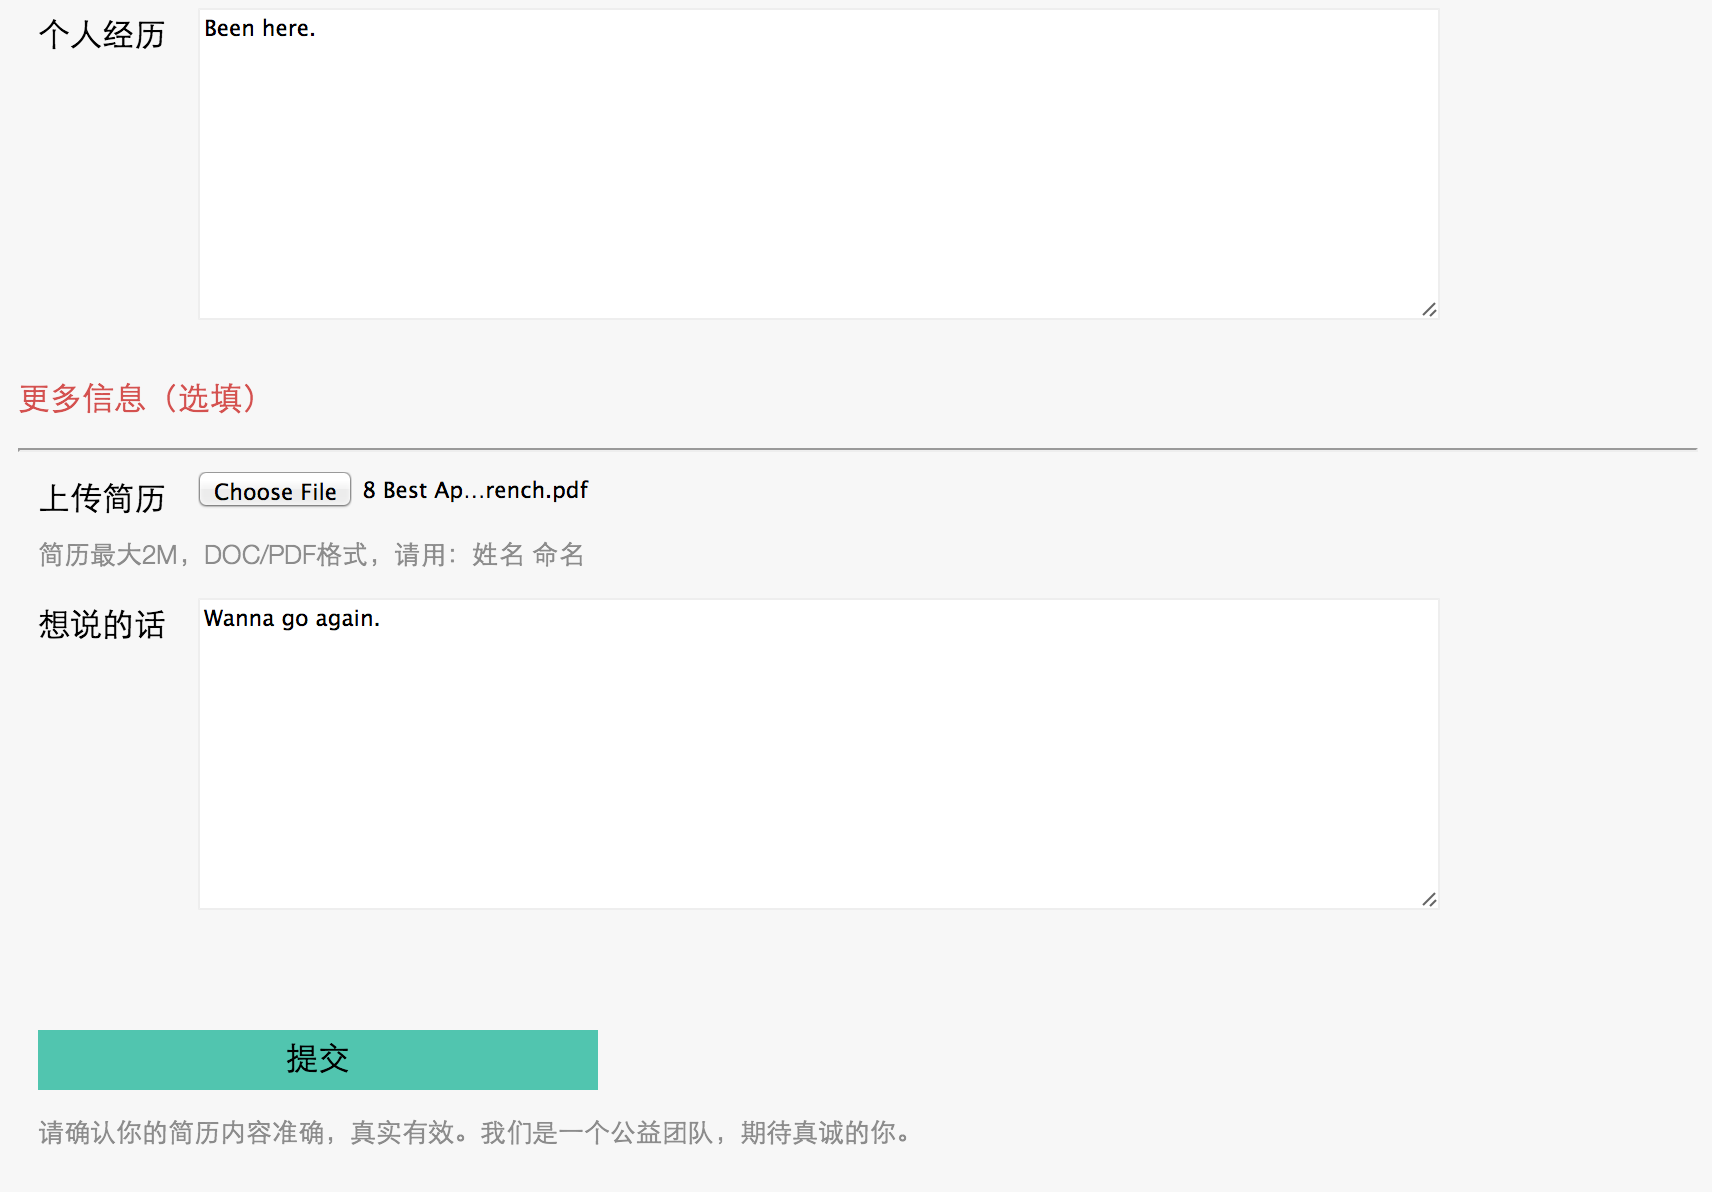 个人经历
Been here.
更多信息（选填）
上传简历 Choose File 8 Best Ap...rench.pdf
简历最大2M，DOC/PDF格式，请用：姓名 命名
想说的话
Wanna go again.
提交
请确认你的简历内容准确，真实有效。我们是一个公益团队，期待真诚的你。